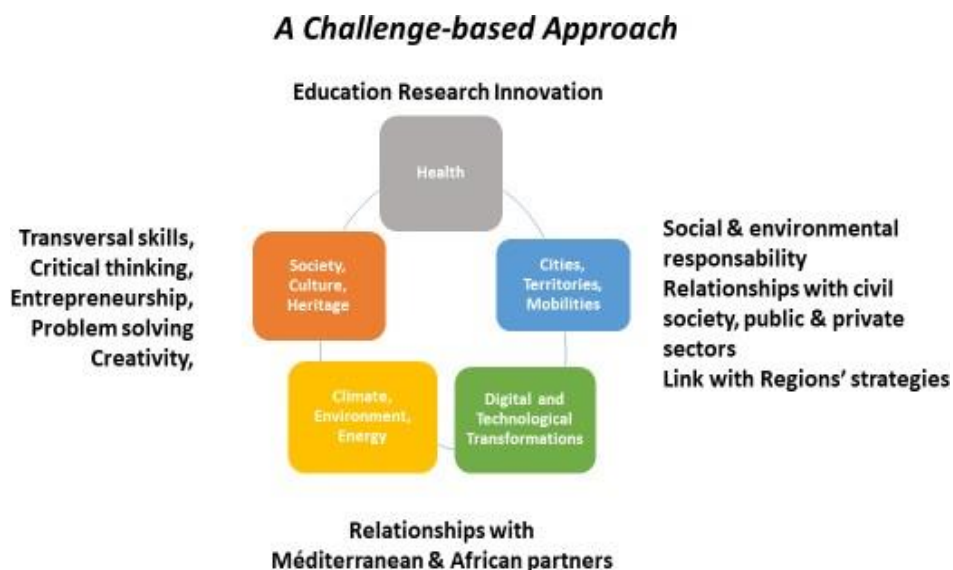 A Challenge-based Approach
Education Research Innovation
Health
Transversal skills,
Critical thinking,
Entrepreneurship,
Problem solving
Creativity,
Society,
Culture,
Heritage
Cities,
Territories,
Mobilities
Social & environmental
responsability
Relationships with civil
society, public & private
sectors
Link with Regions' strategies
Climate,
Environment,
Energy
Digital and
Technological
Transformations
Relationships with
Méditerranean & African partners